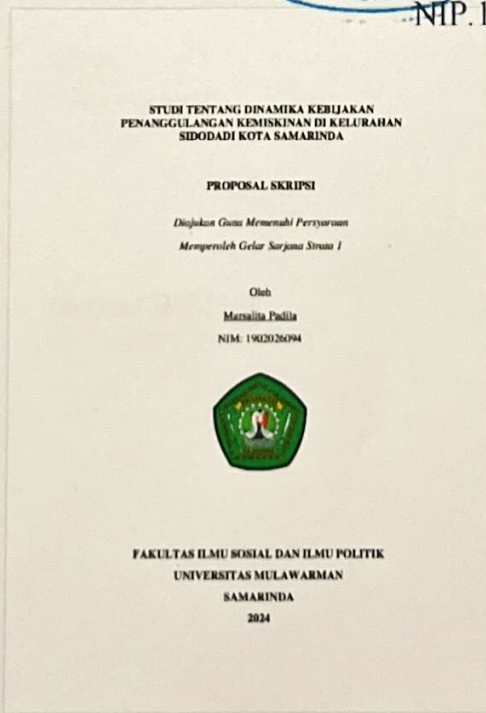 NIP.1
STUDI TENTANG DINAMIKA KEBIJAKAN
PENANGGULANGAN KEMISKINAN DI KELURAHAN
SIDODADI KOTA SAMARINDA
PROPOSAL SKRIPSI
Diajukan Guna Memenuhi Persyaraan
Memperoleh Gelar Sarjana Strata 1
Oleh
Marsalita Padila
NIM: 1902026094
FAKULTAS ILMU SOSIAL DAN ILMU POLITIK
UNIVERSITAS MULAWARMAN
SAMARINDA
2024